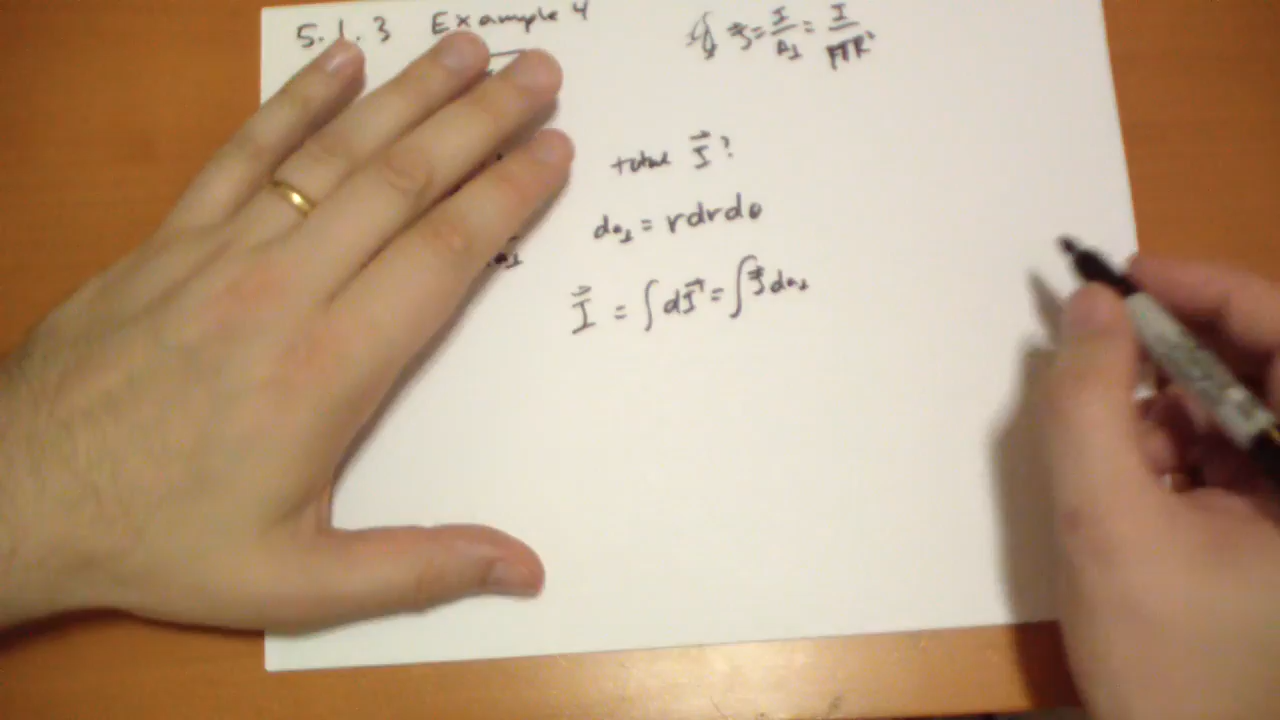 5.1.3 Example 4
J = I/a⊥ = I/πR²
total I⃗?
da⊥ = r dr dθ
a⊥
I⃗ = ∫ dI⃗ = ∫ J⃗ da⊥